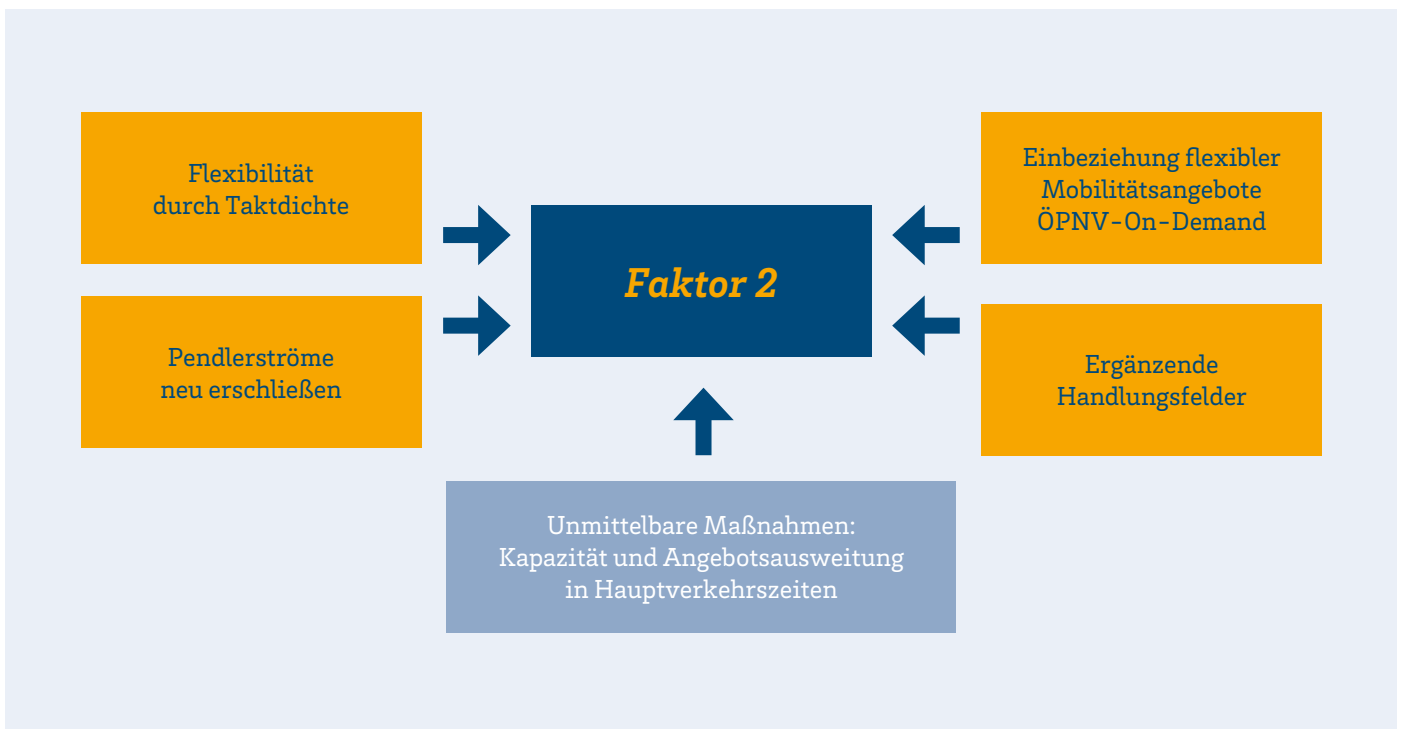 Flexibilität
durch Taktdichte
Pendlerströme
neu erschließen
Faktor 2
Einbeziehung flexibler
Mobilitätsangebote
ÖPNV-On-Demand
Ergänzende
Handlungsfelder
Unmittelbare Maßnahmen:
Kapazität und Angebotsausweitung
in Hauptverkehrszeiten